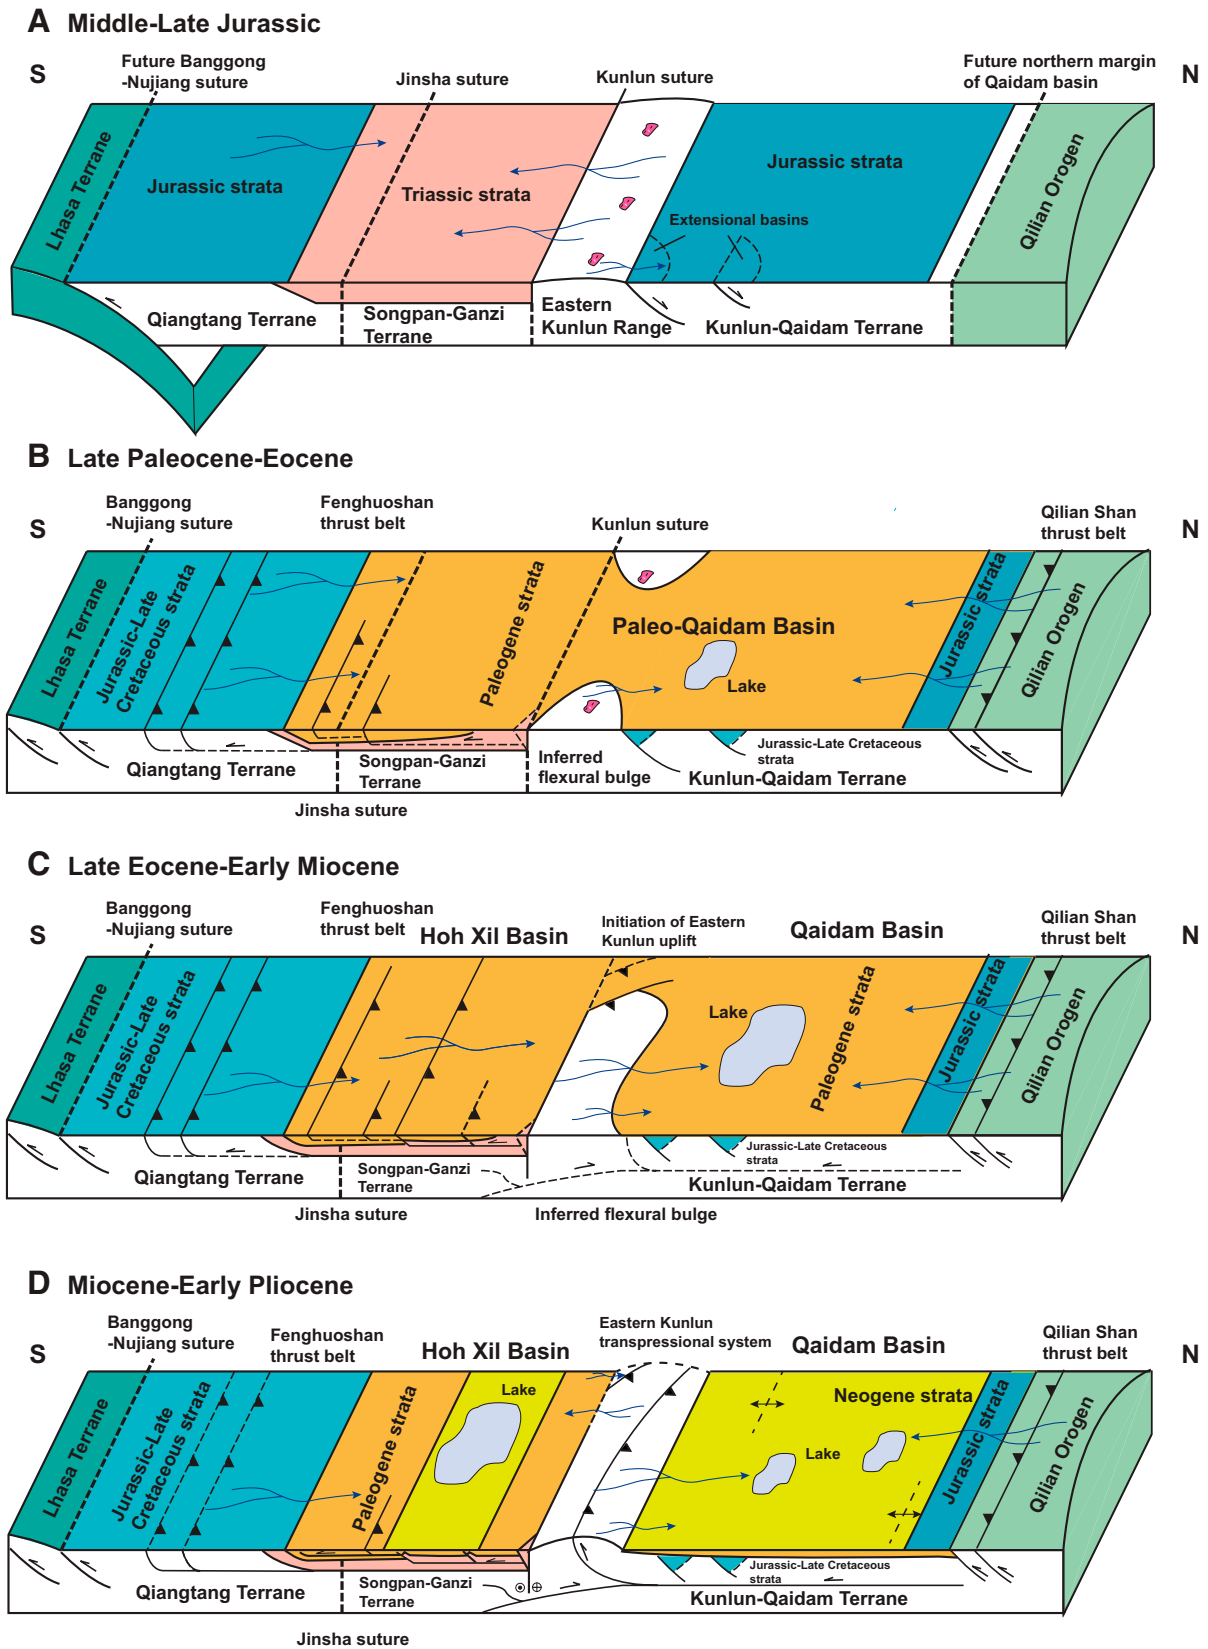 A Middle-Late Jurassic
S
Future Banggong
-Nujiang suture
Jinsha suture
Kunlun suture
Future northern margin
of Qaidam basin
N
Lhasa Terrane
Jurassic strata
Triassic strata
Jurassic strata
Extensional basins
Qilian Orogen
Qiangtang Terrane
Songpan-Ganzi
Terrane
Eastern
Kunlun Range
Kunlun-Qaidam Terrane
B Late Paleocene-Eocene
S
Banggong
-Nujiang suture
Fenghuoshan
thrust belt
Kunlun suture
Qilian Shan
thrust belt
N
Lhasa Terrane
Jurassic-Late
Cretaceous strata
Paleogene strata
Paleo-Qaidam Basin
Lake
Jurassic strata
Qilian Orogen
Qiangtang Terrane
Songpan-Ganzi
Terrane
Inferred
flexural bulge
Jurassic-Late Cretaceous
strata
Kunlun-Qaidam Terrane
Jinsha suture
C Late Eocene-Early Miocene
S
Banggong
-Nujiang suture
Fenghuoshan
thrust belt
Hoh Xil Basin
Initiation of Eastern
Kunlun uplift
Qaidam Basin
Qilian Shan
thrust belt
N
Lhasa Terrane
Jurassic-Late
Cretaceous strata
Lake
Paleogene strata
Jurassic strata
Qilian Orogen
Qiangtang Terrane
Songpan-Ganzi
Terrane
Jurassic-Late Cretaceous
strata
Kunlun-Qaidam Terrane
Jinsha suture
Inferred flexural bulge
D Miocene-Early Pliocene
S
Banggong
-Nujiang suture
Fenghuoshan
thrust belt
Hoh Xil Basin
Eastern Kunlun
transpressional system
Qaidam Basin
Qilian Shan
thrust belt
N
Lhasa Terrane
Jurassic-Late
Cretaceous strata
Paleogene strata
Lake
Neogene strata
Lake
Jurassic strata
Qilian Orogen
Qiangtang Terrane
Songpan-Ganzi
Terrane
Jurassic-Late Cretaceous
strata
Kunlun-Qaidam Terrane
Jinsha suture